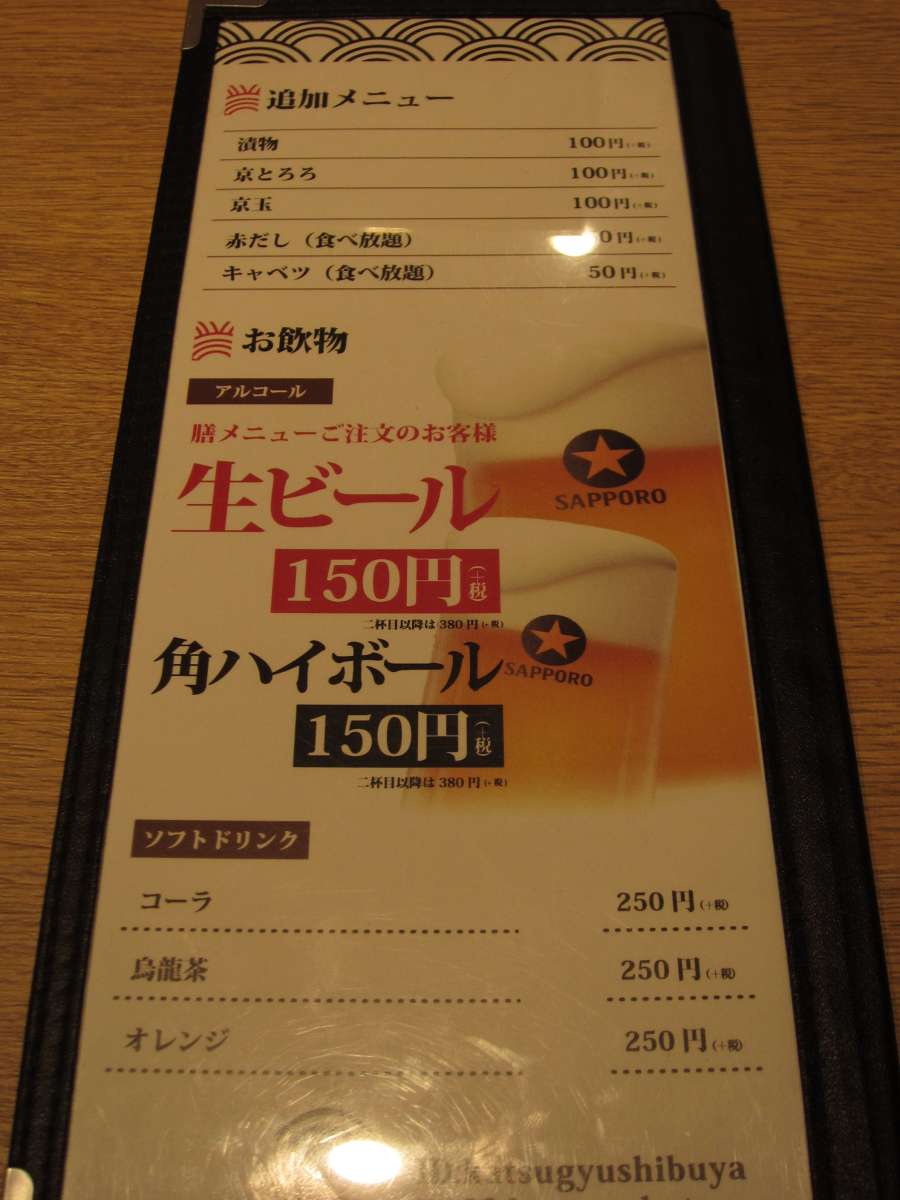 追加メニュー
漬物 100円(+税)
京とろろ 100円(+税)
京玉 100円(+税)
赤だし（食べ放題） 0円(+税)
キャベツ（食べ放題） 50円(+税)
お飲物
アルコール
膳メニューご注文のお客様
生ビール
150円(+税)
二杯目以降は380円(+税)
角ハイボール
150円(+税)
二杯目以降は380円(+税)
SAPPORO
SAPPORO
ソフトドリンク
コーラ 250円(+税)
烏龍茶 250円(+税)
オレンジ 250円(+税)
tsugyushibuya